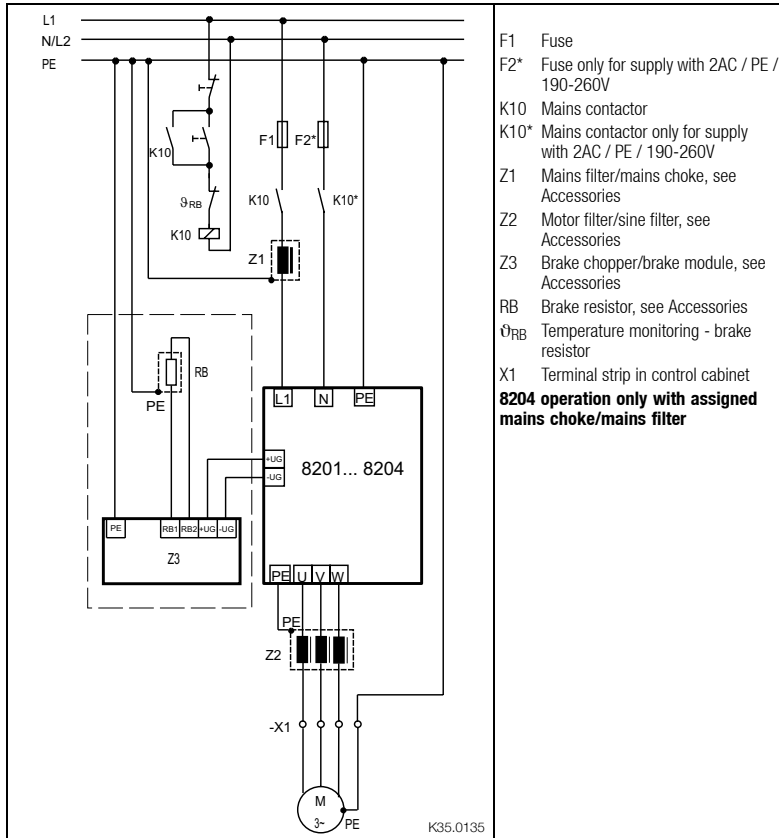 L1
N/L2
PE
K10
ϑRB
K10
F1
F2*
K10
K10*
Z1
RB
PE
L1 N PE
+UG
-UG
8201... 8204
PE RB1 RB2 +UG -UG
Z3
PE U V W
PE
Z2
-X1
M
3~
PE
K35.0135
F1 Fuse
F2* Fuse only for supply with 2AC / PE /
190-260V
K10 Mains contactor
K10* Mains contactor only for supply
with 2AC / PE / 190-260V
Z1 Mains filter/mains choke, see
Accessories
Z2 Motor filter/sine filter, see
Accessories
Z3 Brake chopper/brake module, see
Accessories
RB Brake resistor, see Accessories
ϑRB Temperature monitoring - brake
resistor
X1 Terminal strip in control cabinet
8204 operation only with assigned
mains choke/mains filter